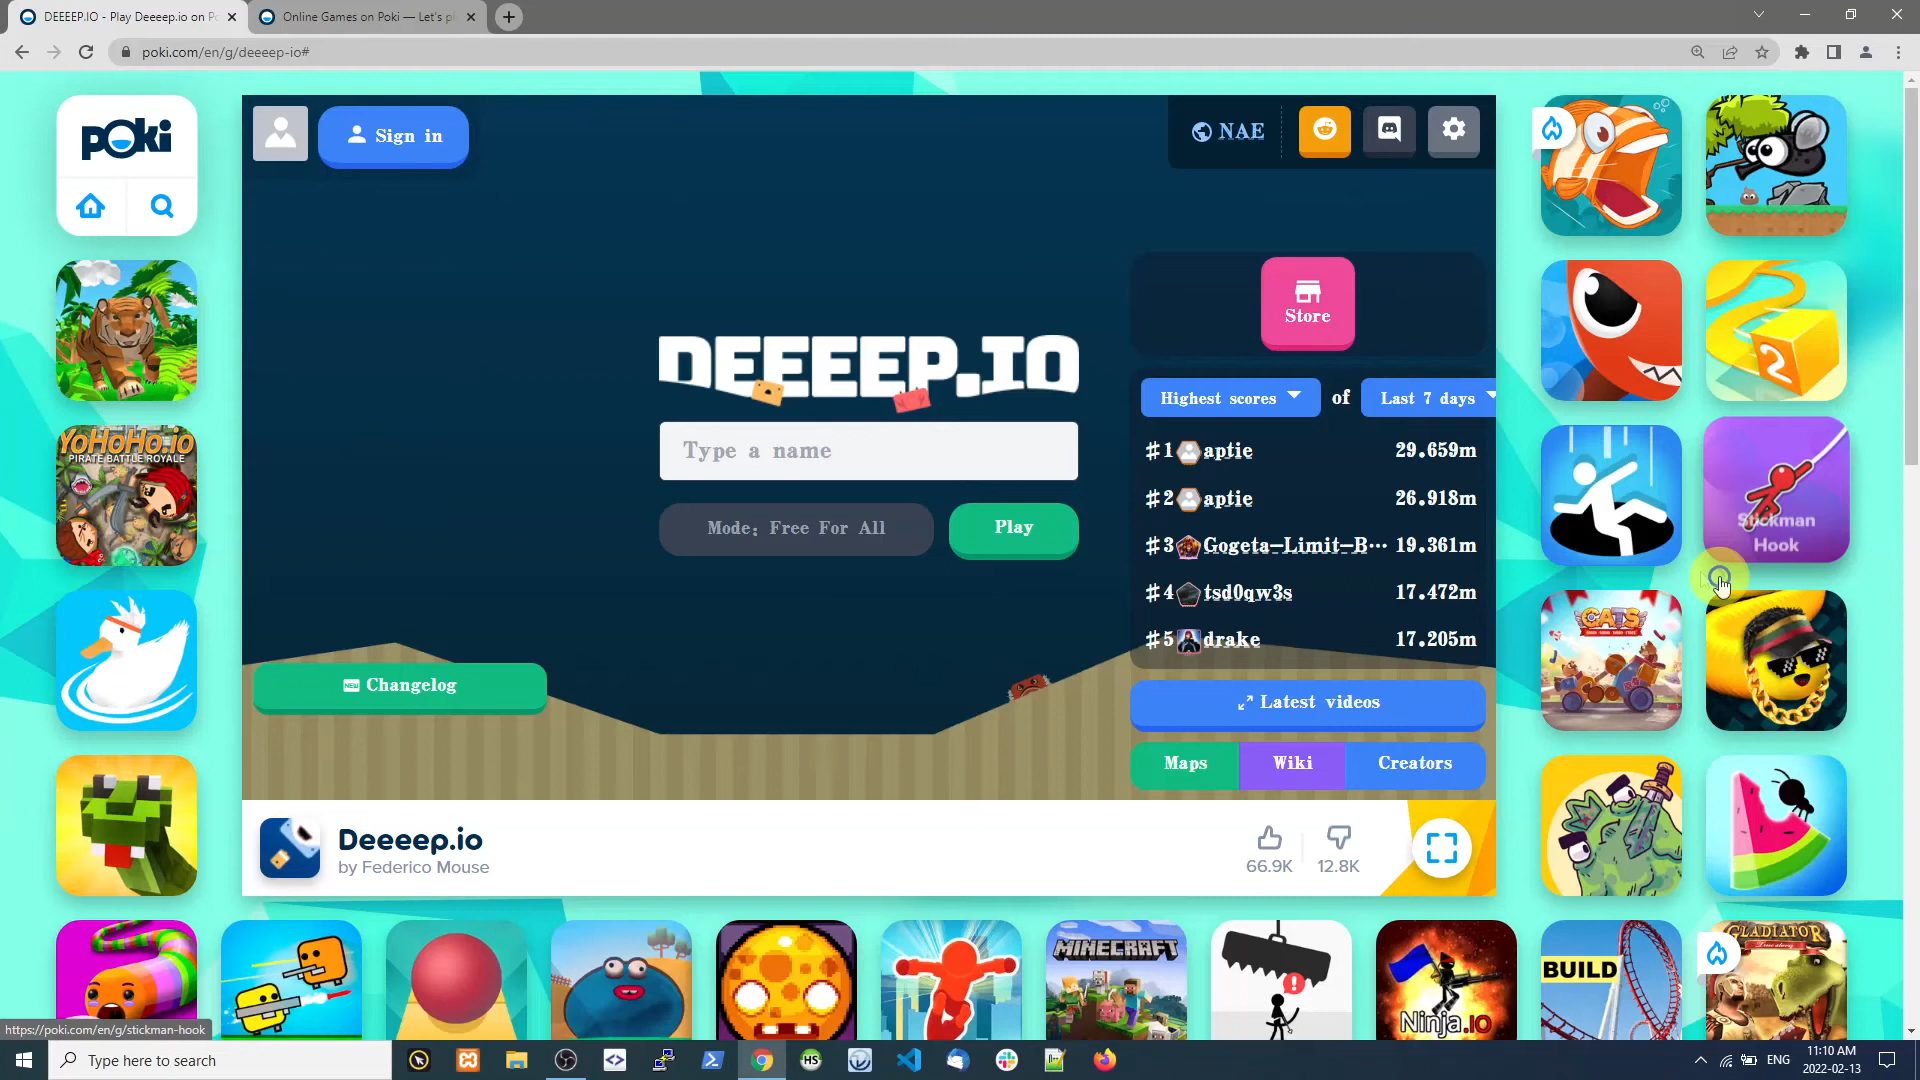 DEEEEP.IO - Play Deeeep.io on Po
Online Games on Poki — Let's pl
poki.com/en/g/deeeep-io#
poki
Sign in
NAE
Store
DEEEEP.IO
Type a name
Mode: Free For All
Play
Highest scores
of
Last 7 days
#1 aptie 29.659m
#2 aptie 26.918m
#3 Gogeta-Limit-B··· 19.361m
#4 tsd0qw3s 17.472m
#5 drake 17.205m
NEW Changelog
Latest videos
Maps
Wiki
Creators
YoHoHo.io
PIRATE BATTLE ROYALE
2
Stickman
Hook
CATS
Deeeep.io
by Federico Mouse
66.9K
12.8K
MINECRAFT
Ninja.IO
BUILD
GLADIATOR
True story
https://poki.com/en/g/stickman-hook
Type here to search
HS
ENG
11:10 AM
2022-02-13